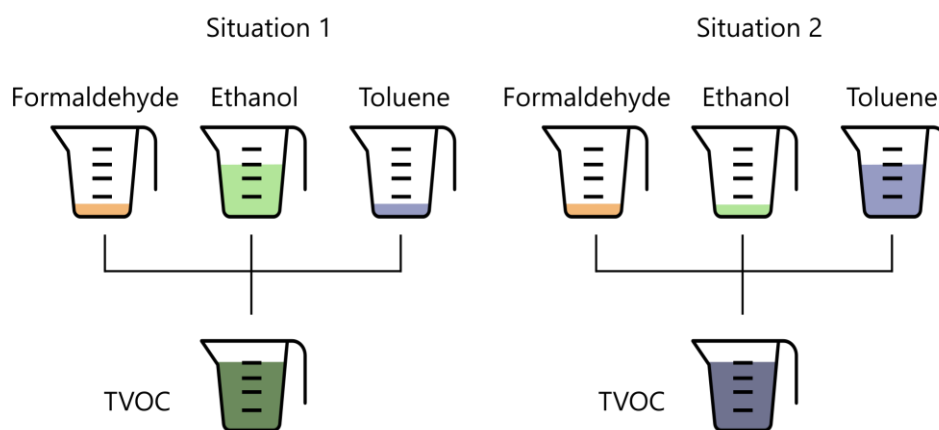 Situation 1
Situation 2
Formaldehyde Ethanol Toluene
Formaldehyde Ethanol Toluene
TVOC
TVOC